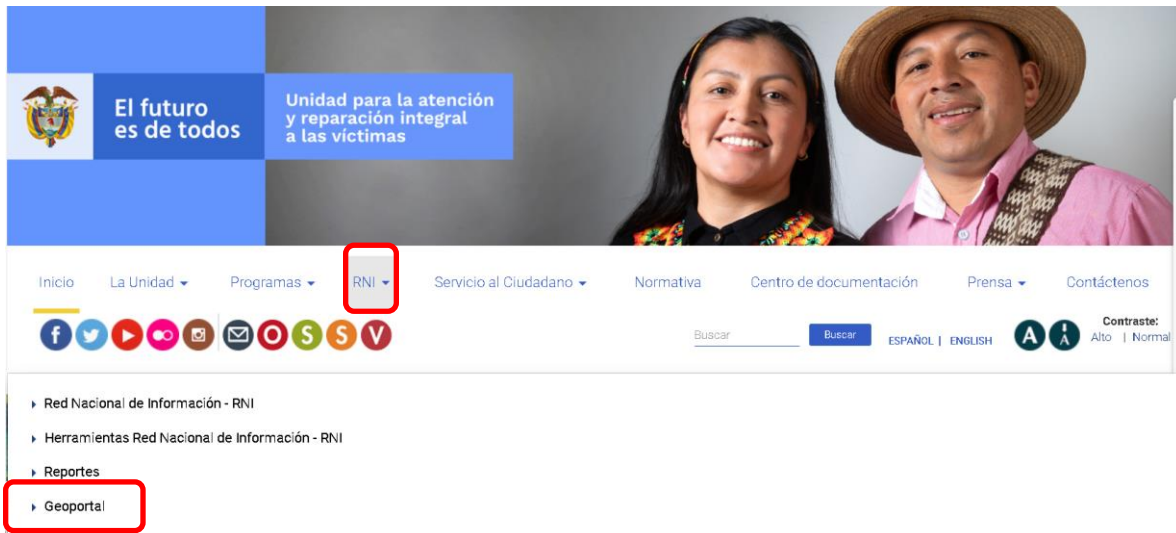 El futuro
es de todos
Unidad para la atención
y reparación integral
a las víctimas
Inicio La Unidad Programas RNI Servicio al Ciudadano Normativa Centro de documentación Prensa Contáctenos
f O S S V
Buscar Buscar ESPAÑOL | ENGLISH A A Contraste:
Alto | Normal
Red Nacional de Información - RNI
Herramientas Red Nacional de Información - RNI
Reportes
Geoportal